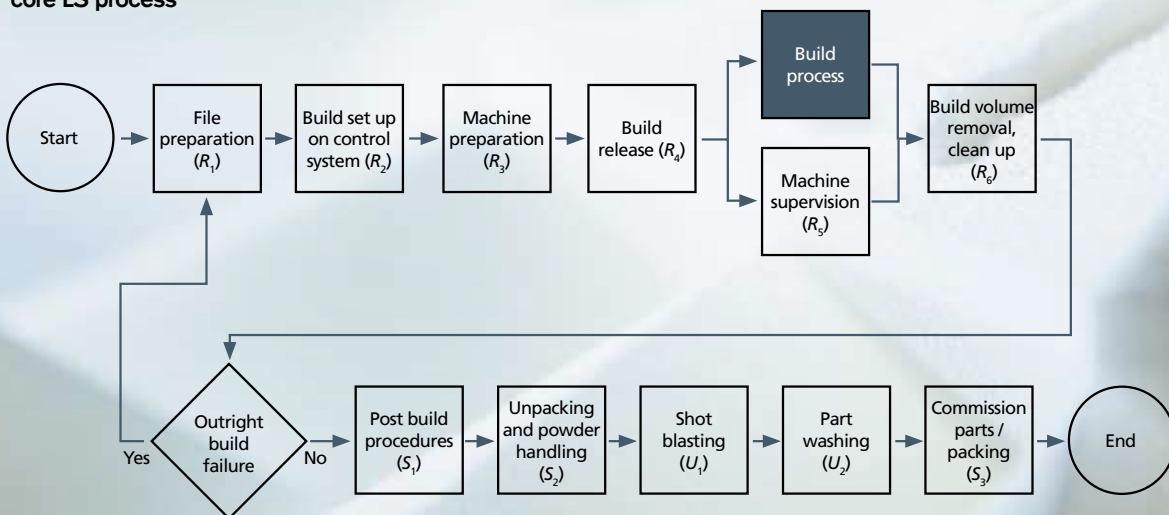 core LS process
Start
File
preparation
(R₁)
Build set up
on control
system (R₂)
Machine
preparation
(R₃)
Build
release (R₄)
Build
process
Machine
supervision
(R₅)
Build volume
removal,
clean up
(R₆)
Outright
build
failure
Yes
No
Post build
procedures
(S₁)
Unpacking
and powder
handling
(S₂)
Shot
blasting
(U₁)
Part
washing
(U₂)
Commission
parts /
packing
(S₃)
End